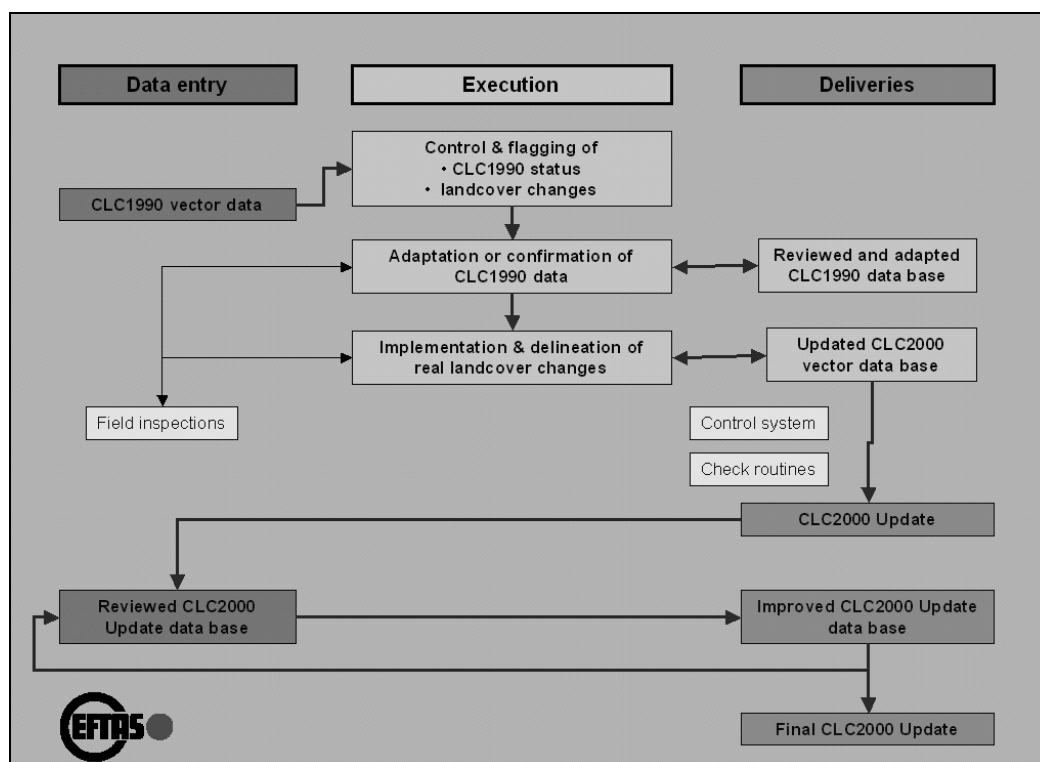 Data entry
Execution
Deliveries
Control & flagging of
• CLC1990 status
• landcover changes
CLC1990 vector data
Adaptation or confirmation of
CLC1990 data
Reviewed and adapted
CLC1990 data base
Implementation & delineation of
real landcover changes
Updated CLC2000
vector data base
Field inspections
Control system
Check routines
CLC2000 Update
Reviewed CLC2000
Update data base
Improved CLC2000 Update
data base
EFTAS
Final CLC2000 Update